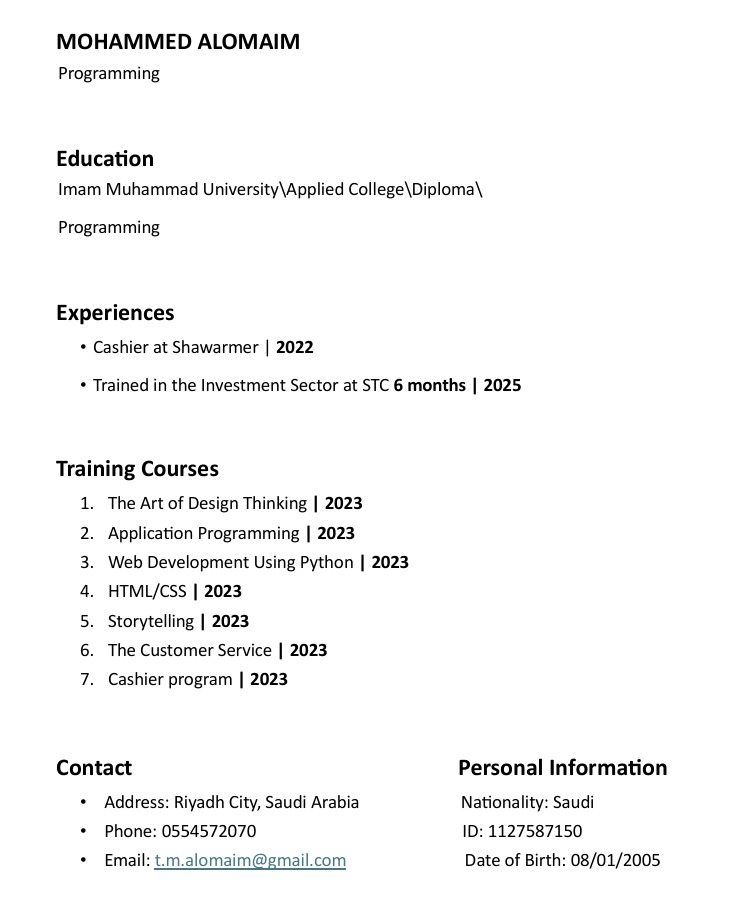 MOHAMMED ALOMAIM
Programming
Education
Imam Muhammad University\Applied College\Diploma\
Programming
Experiences
• Cashier at Shawarmer | 2022
• Trained in the Investment Sector at STC 6 months | 2025
Training Courses
1. The Art of Design Thinking | 2023
2. Application Programming | 2023
3. Web Development Using Python | 2023
4. HTML/CSS | 2023
5. Storytelling | 2023
6. The Customer Service | 2023
7. Cashier program | 2023
Contact
• Address: Riyadh City, Saudi Arabia
• Phone: 0554572070
• Email: t.m.alomaim@gmail.com
Personal Information
Nationality: Saudi
ID: 1127587150
Date of Birth: 08/01/2005